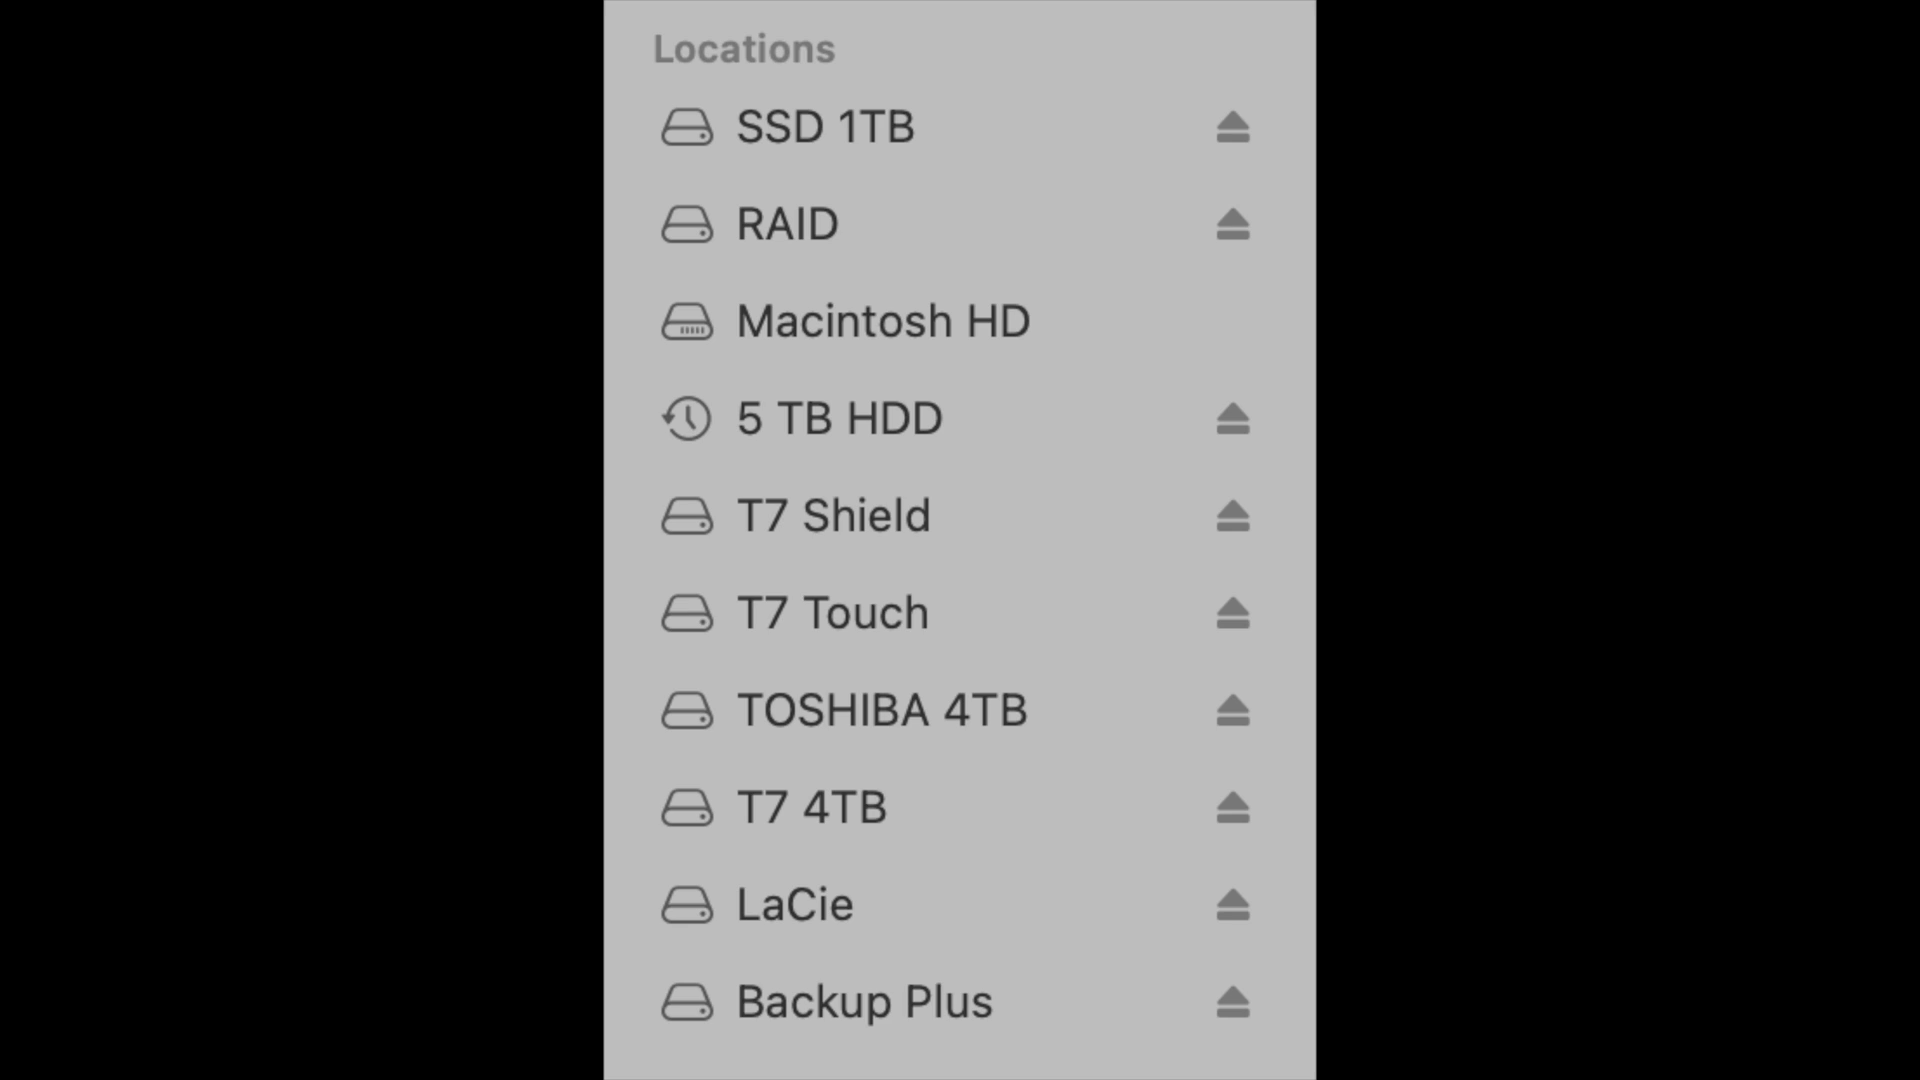 Locations
SSD 1TB
RAID
Macintosh HD
5 TB HDD
T7 Shield
T7 Touch
TOSHIBA 4TB
T7 4TB
LaCie
Backup Plus